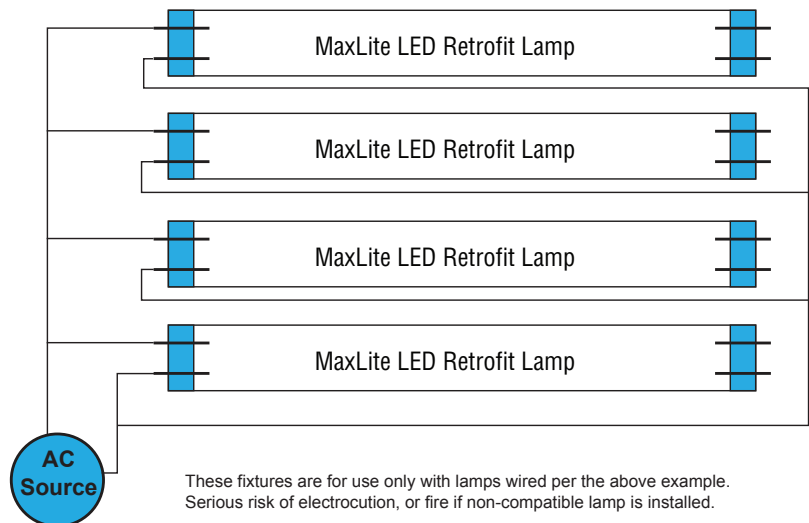 MaxLite LED Retrofit Lamp
MaxLite LED Retrofit Lamp
MaxLite LED Retrofit Lamp
MaxLite LED Retrofit Lamp
AC
Source
These fixtures are for use only with lamps wired per the above example.
Serious risk of electrocution, or fire if non-compatible lamp is installed.